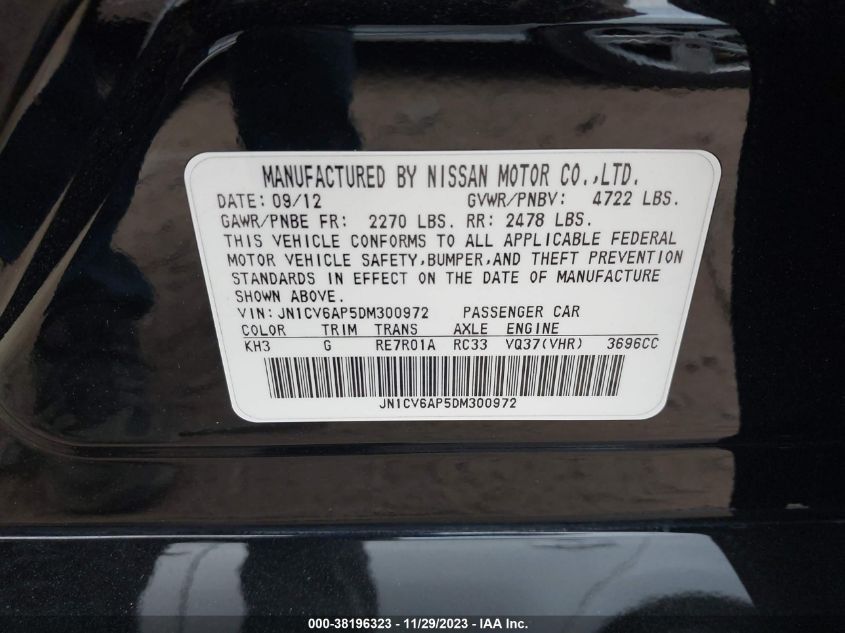 MANUFACTURED BY NISSAN MOTOR CO.,LTD.
DATE: 09/12 GVWR/PNBV: 4722 LBS.
GAWR/PNBE FR: 2270 LBS. RR: 2478 LBS.
THIS VEHICLE CONFORMS TO ALL APPLICABLE FEDERAL
MOTOR VEHICLE SAFETY,BUMPER,AND THEFT PREVENTION
STANDARDS IN EFFECT ON THE DATE OF MANUFACTURE
SHOWN ABOVE.
VIN: JN1CV6AP5DM300972 PASSENGER CAR
COLOR TRIM TRANS AXLE ENGINE
KH3 G RE7R01A RC33 VQ37(VHR) 3696CC
JN1CV6AP5DM300972
000-38196323 - 11/29/2023 - IAA Inc.